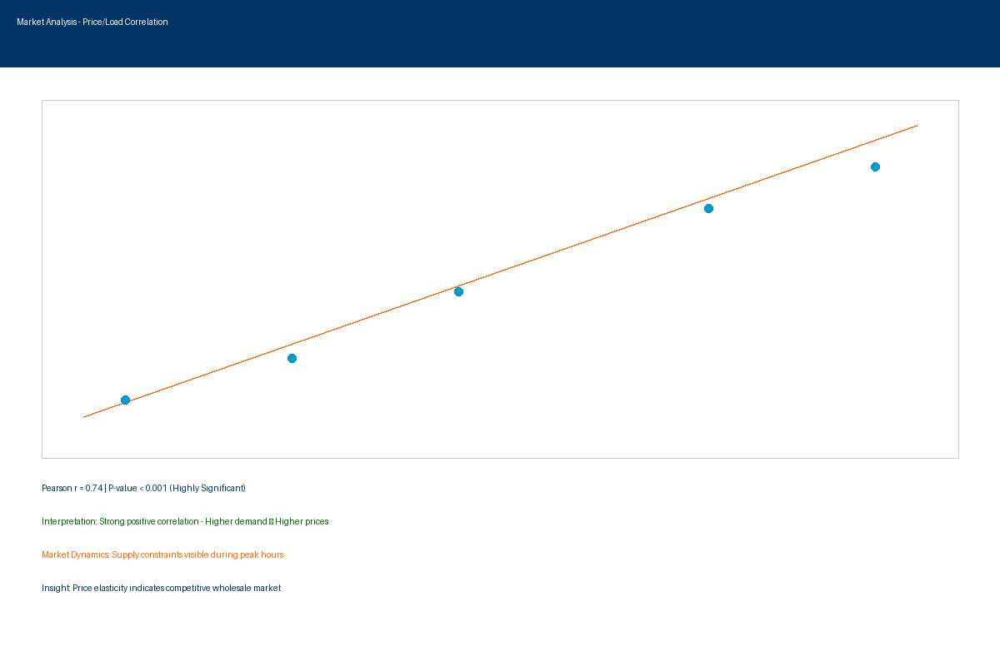 Market Analysis - Price/Load Correlation
Pearson r = 0.74 | P-value < 0.001 (Highly Significant)
Interpretation: Strong positive correlation - Higher demand Higher prices
Market Dynamics: Supply constraints visible during peak hours
Insight: Price elasticity indicates competitive wholesale market